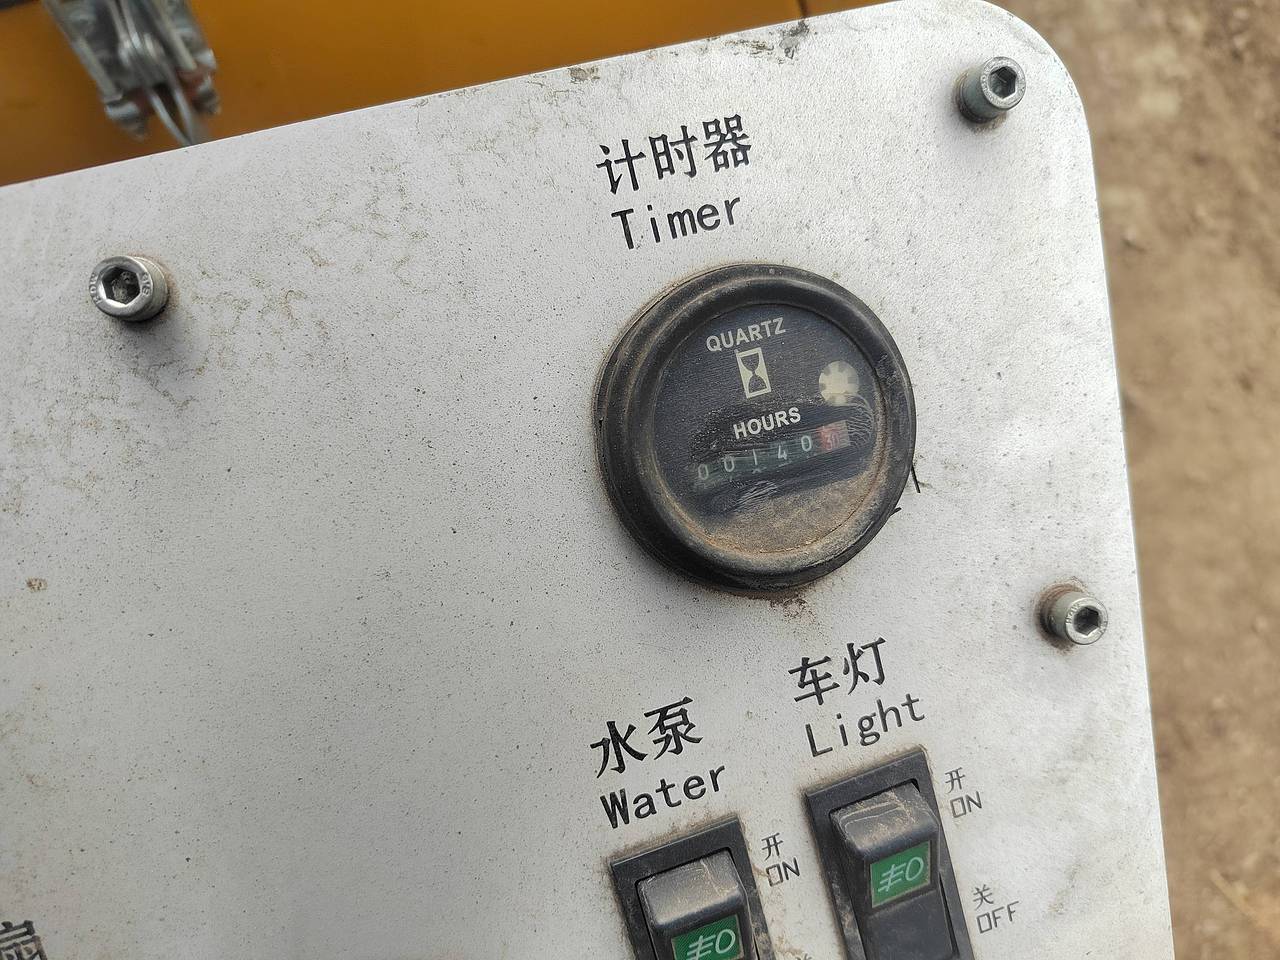 计时器
Timer
QUARTZ
HOURS
00140
车灯
Light
水泵
Water
开
ON
开
ON
关
OFF
扇